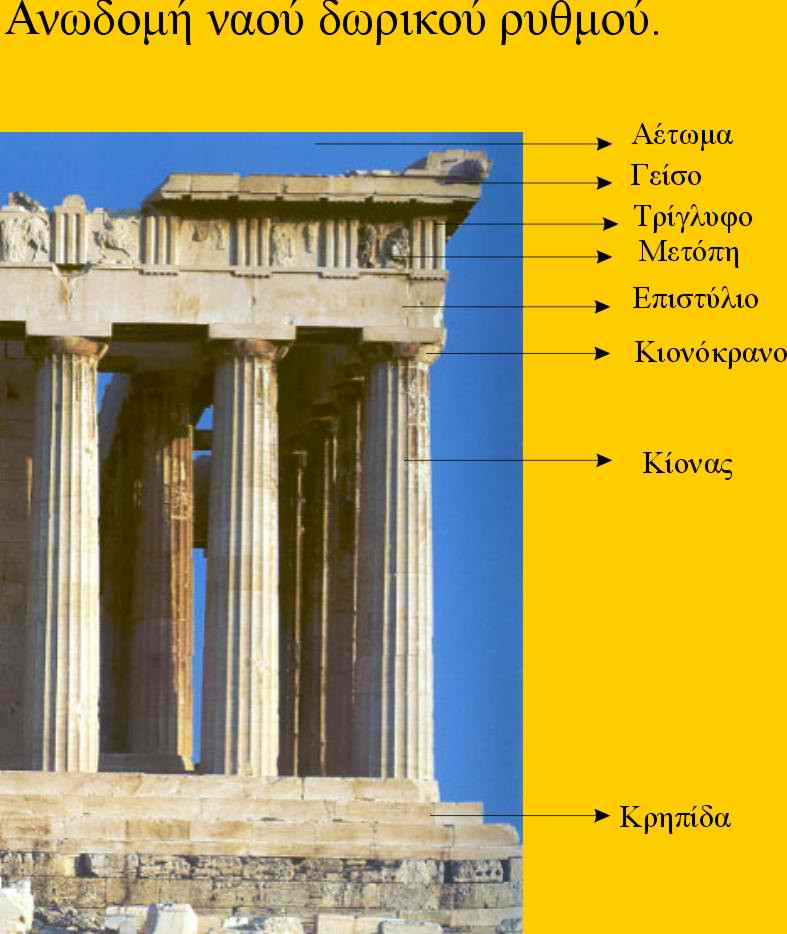 Ανωδομή ναού δωρικού ρυθμού.
Αέτωμα
Γείσο
Τρίγλυφο
Μετόπη
Επιστύλιο
Κιονόκρανο
Κίονας
Κρηπίδα